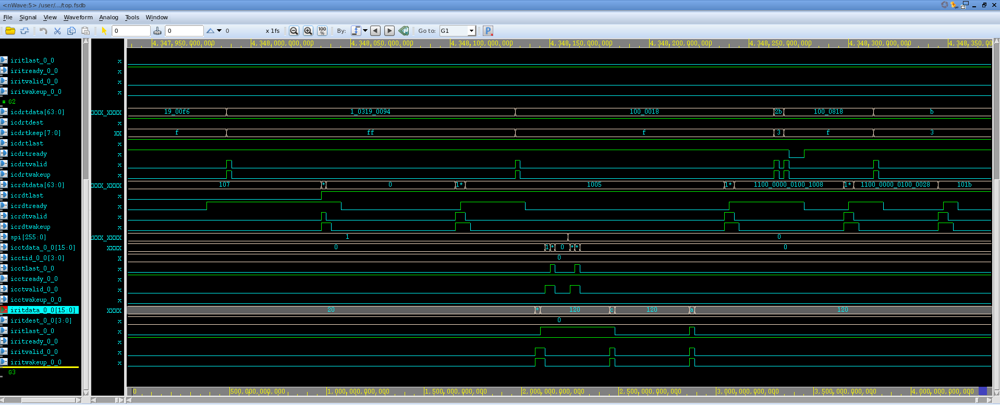 <nWave:5> /user/.../top.fsdb
File Signal View Waveform Analog Tools Window
0 0 0 x 1fs 100% By: Go to: G1
4,347,950,000,000 4,348,000,000,000 4,348,050,000,000 4,348,100,000,000 4,348,150,000,000 4,348,200,000,000 4,348,250,000,000 4,348,300,000,000 4,348,350,00
iritlast_0_0 x
iritready_0_0 x
iritvalid_0_0 x
iritwakeup_0_0 x
= G2
icdrtdata[63:0] XXX_XXXX 19_00f6 1_0319_0094 100_0018 2b 100_0818 b
icdrtdest x
icdrtkeep[7:0] XX f ff f 3 f 3
icdrtlast x
icdrtready x
icdrtvalid x
icdrtwakeup x
icrdtdata[63:0] XXX_XXXX 107 * 0 1* 1005 1* 1100_0000_0100_1008 1* 1100_0000_0100_0028 101b
icrdtlast x
icrdtready x
icrdtvalid x
icrdtwakeup x
spi[255:0] XXX_XXXX 1 0
icctdata_0_0[15:0] XXXX 0 1 * 0 * * 0
icctid_0_0[3:0] X 0
icctlast_0_0 x
icctready_0_0 x
icctvalid_0_0 x
icctwakeup_0_0 x
iritdata_0_0[15:0] XXXX 20 * 120 c 120 a 120
iritdest_0_0[3:0] x 0
iritlast_0_0 x
iritready_0_0 x
iritvalid_0_0 x
iritwakeup_0_0 x
G3
0 500,000,000,000 1,000,000,000,000 1,500,000,000,000 2,000,000,000,000 2,500,000,000,000 3,000,000,000,000 3,500,000,000,000 4,000,000,000,000